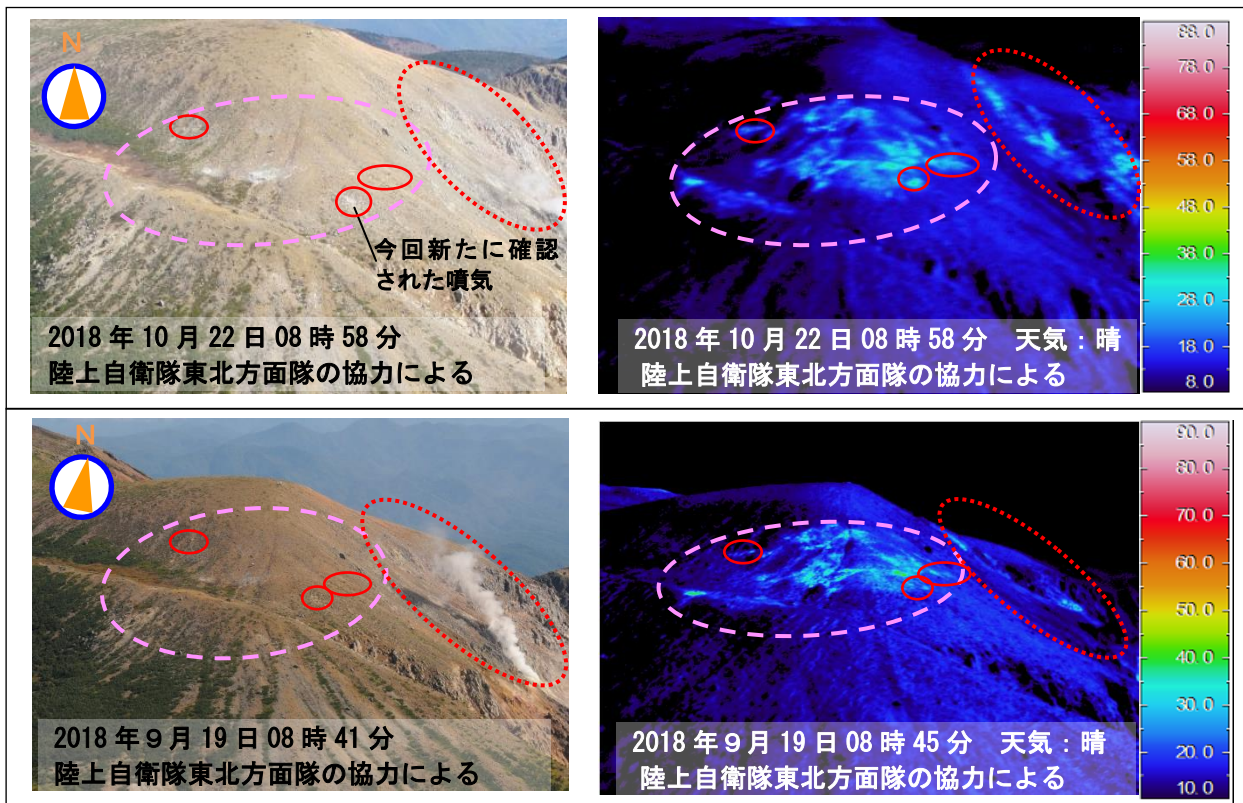 N
今回新たに確認
された噴気
2018 年 10 月 22 日 08 時 58 分
陸上自衛隊東北方面隊の協力による
2018 年 10 月 22 日 08 時 58 分 天気：晴
陸上自衛隊東北方面隊の協力による
88.0
78.0
68.0
58.0
48.0
38.0
28.0
18.0
8.0
N
2018 年９月 19 日 08 時 41 分
陸上自衛隊東北方面隊の協力による
2018 年９月 19 日 08 時 45 分 天気：晴
陸上自衛隊東北方面隊の協力による
90.0
80.0
70.0
60.0
50.0
40.0
30.0
20.0
10.0